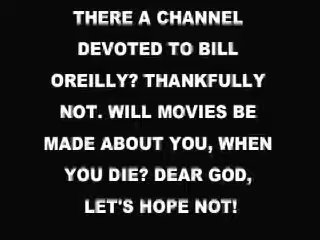 THERE A CHANNEL
DEVOTED TO BILL
OREILLY? THANKFULLY
NOT. WILL MOVIES BE
MADE ABOUT YOU, WHEN
YOU DIE? DEAR GOD,
LET'S HOPE NOT!